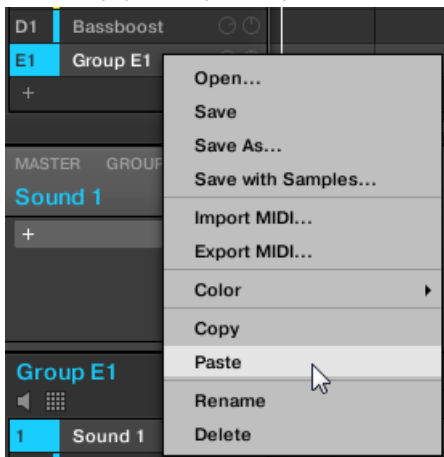 D1 Bassboost
E1 Group E1
+
Open...
Save
Save As...
Save with Samples...
Import MIDI...
Export MIDI...
Color
Copy
Paste
Rename
Delete
MASTER GROUP
Sound 1
+
Group E1
1 Sound 1